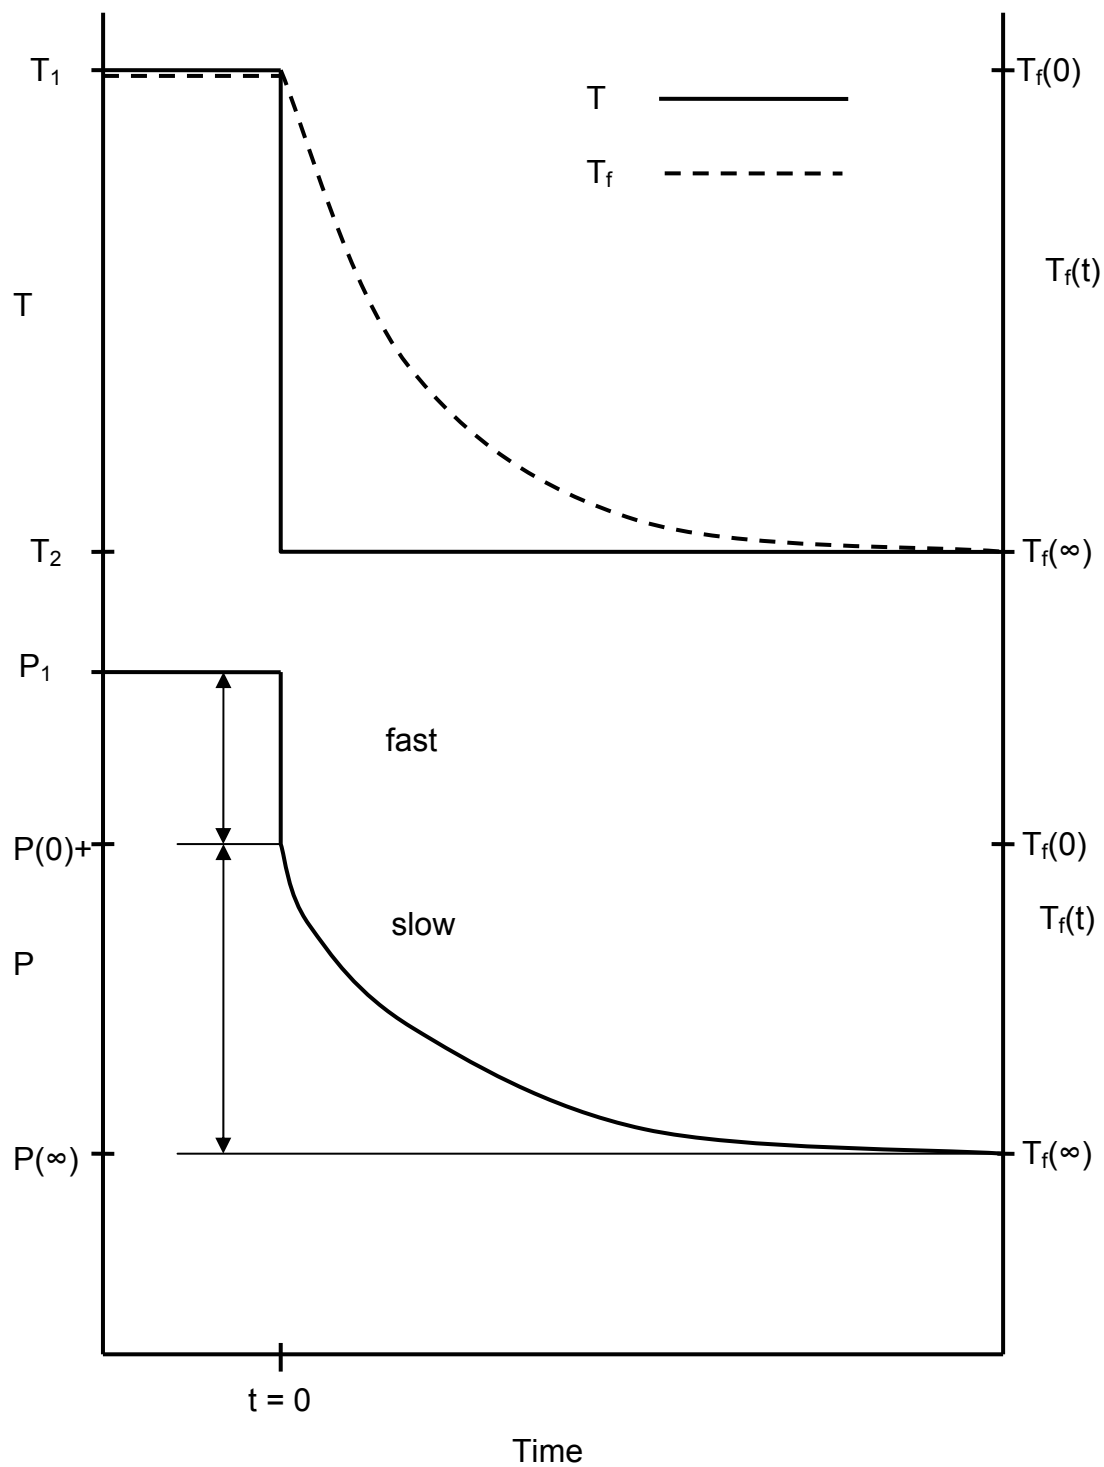 T₁
T_f(0)
T
T_f
T_f(t)
T
T₂
T_f(∞)
P₁
fast
P(0)+
T_f(0)
slow
T_f(t)
P
P(∞)
T_f(∞)
t = 0
Time